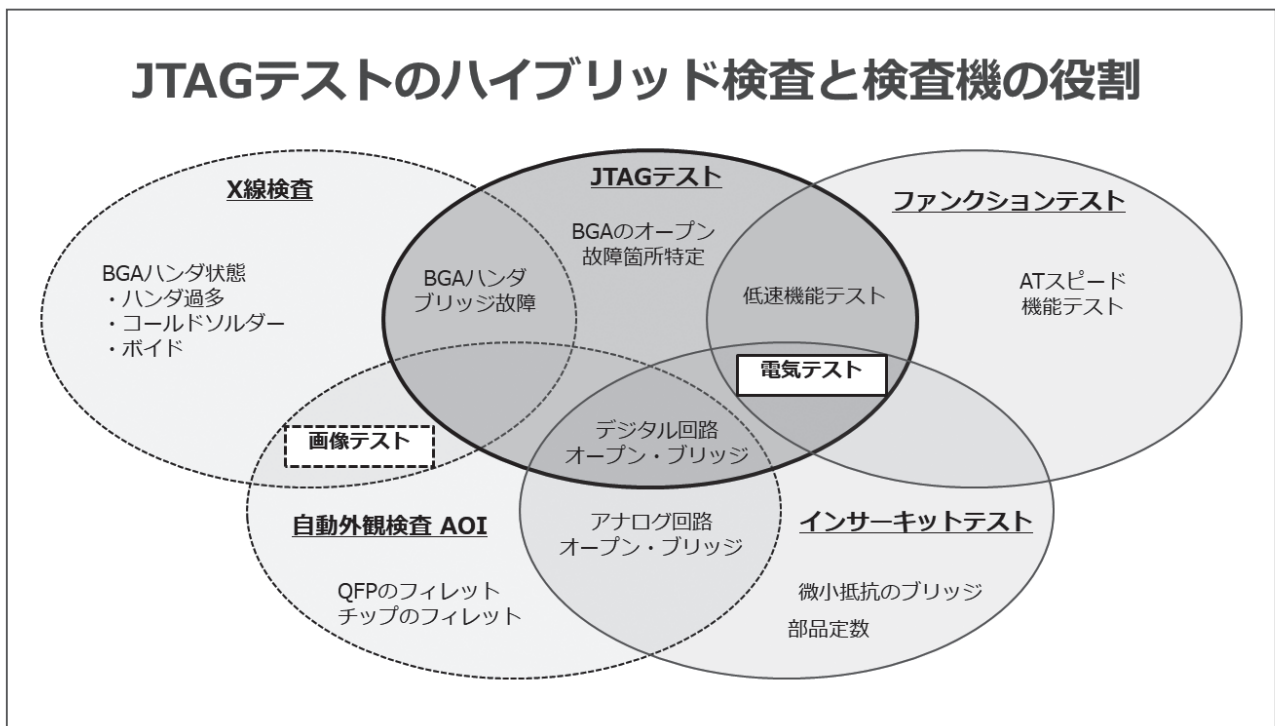 JTAGテストのハイブリッド検査と検査機の役割
X線検査
BGAハンダ状態
・ハンダ過多
・コールドソルダー
・ボイド
BGAハンダ
ブリッジ故障
JTAGテスト
BGAのオープン
故障箇所特定
低速機能テスト
ファンクションテスト
ATスピード
機能テスト
電気テスト
画像テスト
デジタル回路
オープン・ブリッジ
自動外観検査 AOI
QFPのフィレット
チップのフィレット
アナログ回路
オープン・ブリッジ
インサーキットテスト
微小抵抗のブリッジ
部品定数